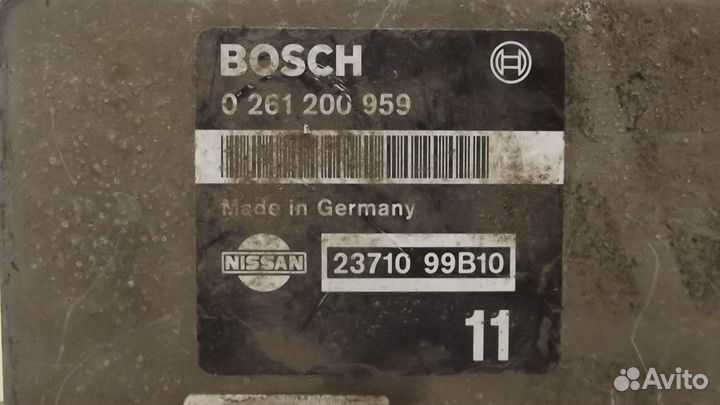 BOSCH
0 261 200 959
Made in Germany
NISSAN
23710 99B10
11
Avito